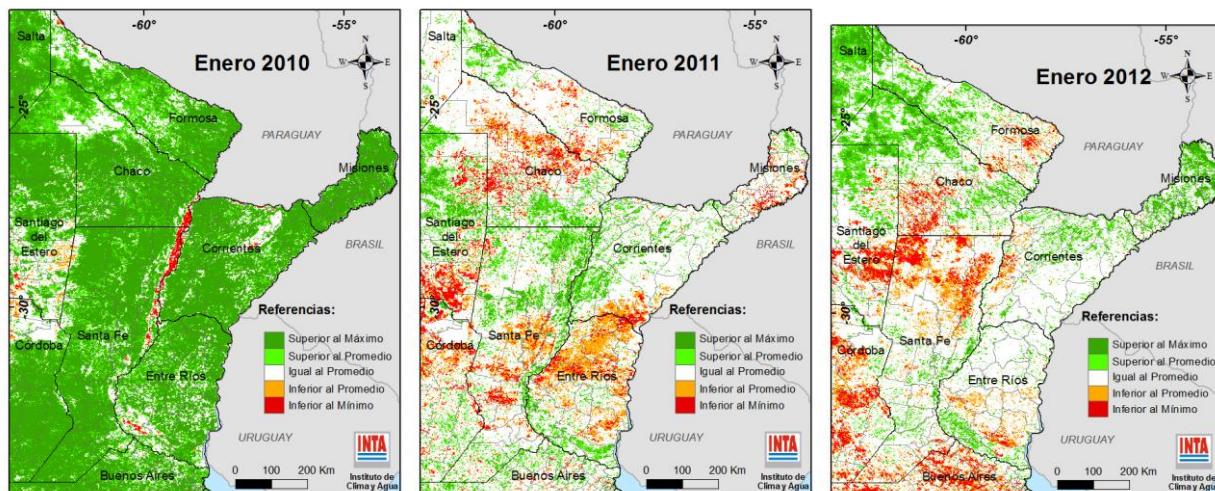 -60°
-55°
Salta
Enero 2010
N
W E
S
-25°
Formosa
PARAGUAY
Chaco
Misiones
Santiago
del
Estero
Corrientes
BRASIL
-30°
Referencias:
Santa Fe
Superior al Máximo
Córdoba
Superior al Promedio
Igual al Promedio
Entre Ríos
Inferior al Promedio
Inferior al Mínimo
URUGUAY
INTA
Buenos Aires
0 100 200 Km
Instituto de
Clima y Agua
-60°
-55°
Salta
Enero 2011
N
W E
S
-25°
Formosa
PARAGUAY
Chaco
Misiones
Santiago
del
Estero
Corrientes
BRASIL
-30°
Referencias:
Santa Fe
Superior al Máximo
Córdoba
Superior al Promedio
Igual al Promedio
Entre Ríos
Inferior al Promedio
Inferior al Mínimo
URUGUAY
INTA
Buenos Aires
0 100 200 Km
Instituto de
Clima y Agua
-60°
-55°
Salta
Enero 2012
N
W E
S
-25°
Formosa
PARAGUAY
Chaco
Misiones
Santiago
del
Estero
Corrientes
BRASIL
-30°
Referencias:
Santa Fe
Superior al Máximo
Córdoba
Superior al Promedio
Igual al Promedio
Entre Ríos
Inferior al Promedio
Inferior al Mínimo
URUGUAY
INTA
Buenos Aires
0 100 200 Km
Instituto de
Clima y Agua